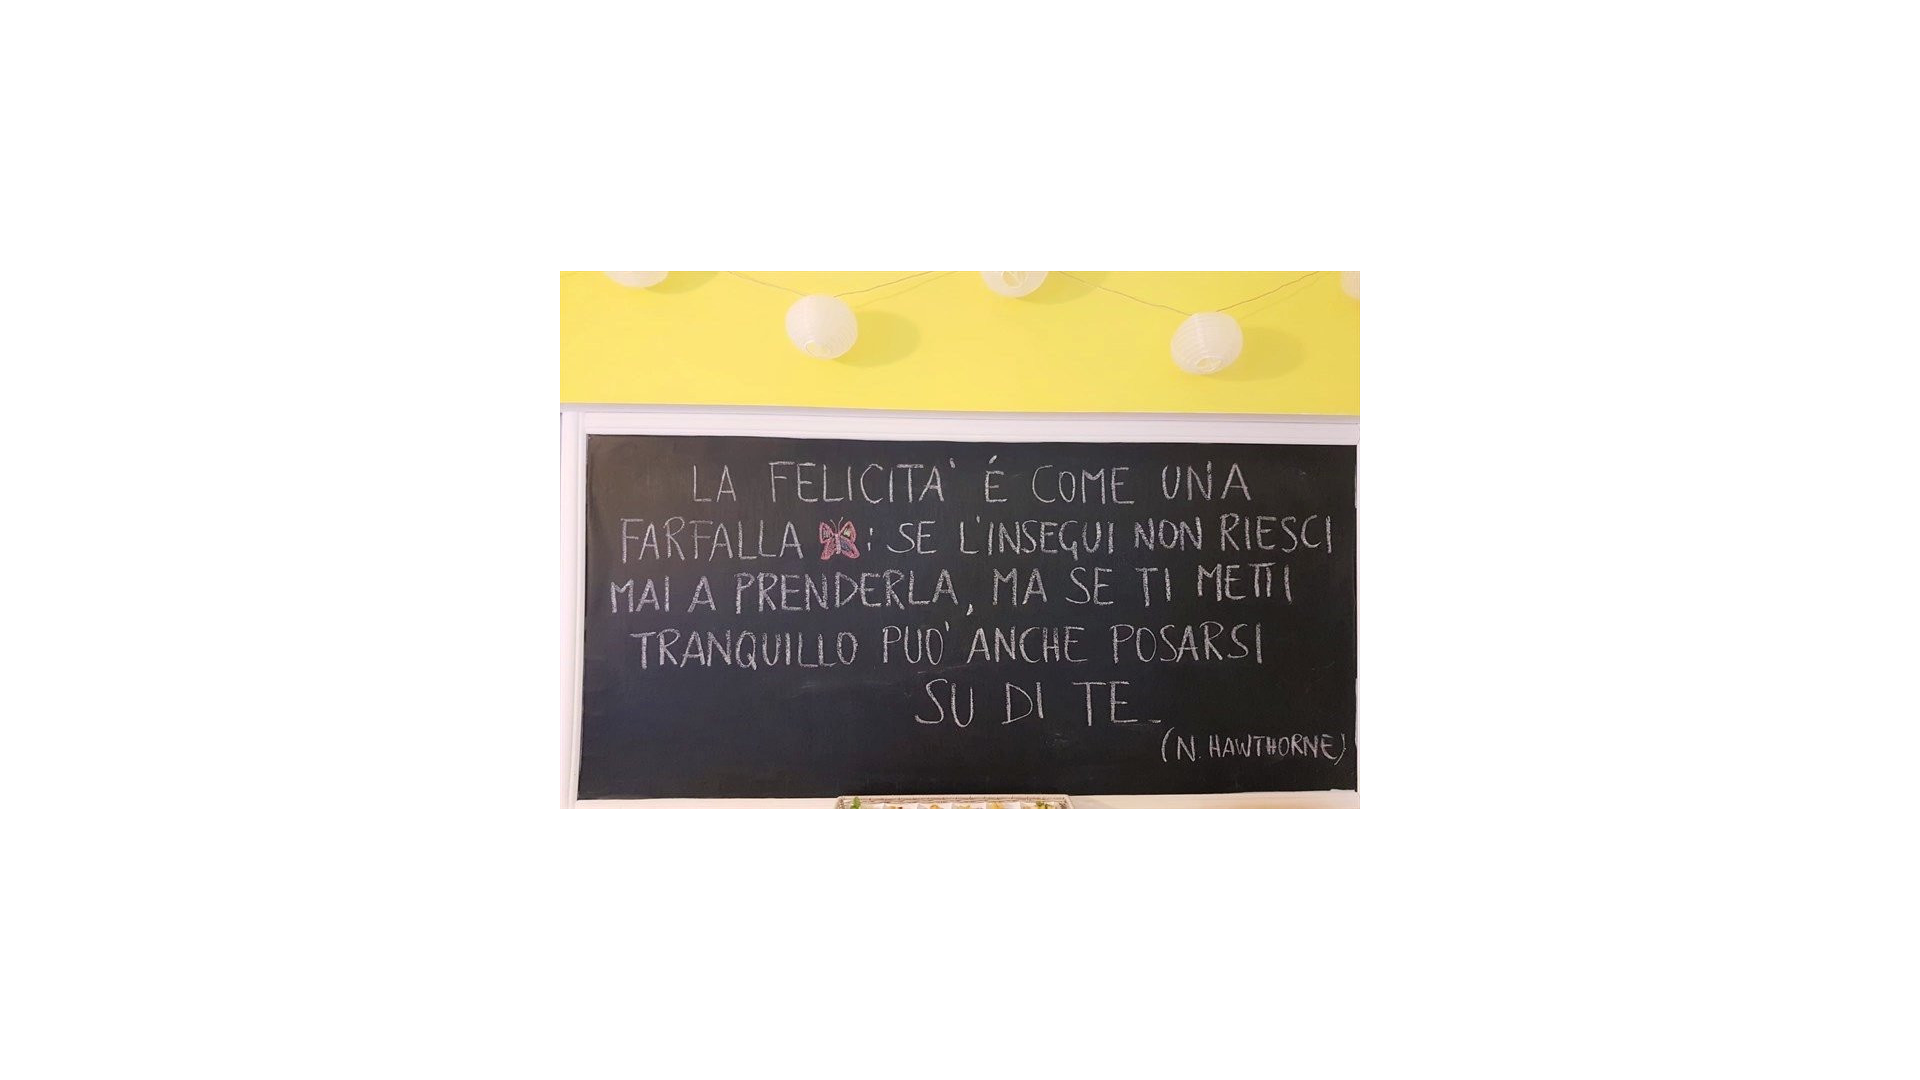 LA FELICITA' É COME UNA
FARFALLA : SE L'INSEGUI NON RIESCI
MAI A PRENDERLA, MA SE TI METTI
TRANQUILLO PUO' ANCHE POSARSI
SU DI TE_
(N. HAWTHORNE)